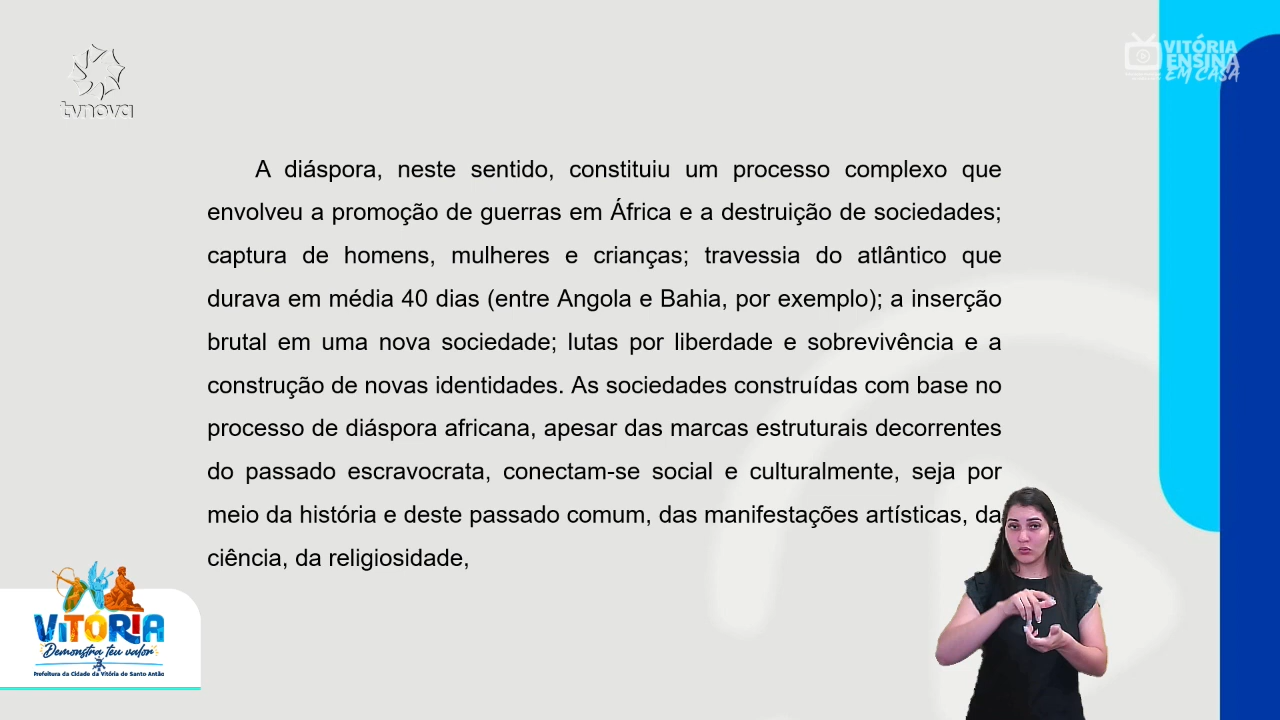 VITÓRIA
ENSINA
EM CASA
tvnova
A diáspora, neste sentido, constituiu um processo complexo que
envolveu a promoção de guerras em África e a destruição de sociedades;
captura de homens, mulheres e crianças; travessia do atlântico que
durava em média 40 dias (entre Angola e Bahia, por exemplo); a inserção
brutal em uma nova sociedade; lutas por liberdade e sobrevivência e a
construção de novas identidades. As sociedades construídas com base no
processo de diáspora africana, apesar das marcas estruturais decorrentes
do passado escravocrata, conectam-se social e culturalmente, seja por
meio da história e deste passado comum, das manifestações artísticas, da
ciência, da religiosidade,
VITÓRIA
Demonstra teu valor
Prefeitura da Cidade da Vitória de Santo Antão